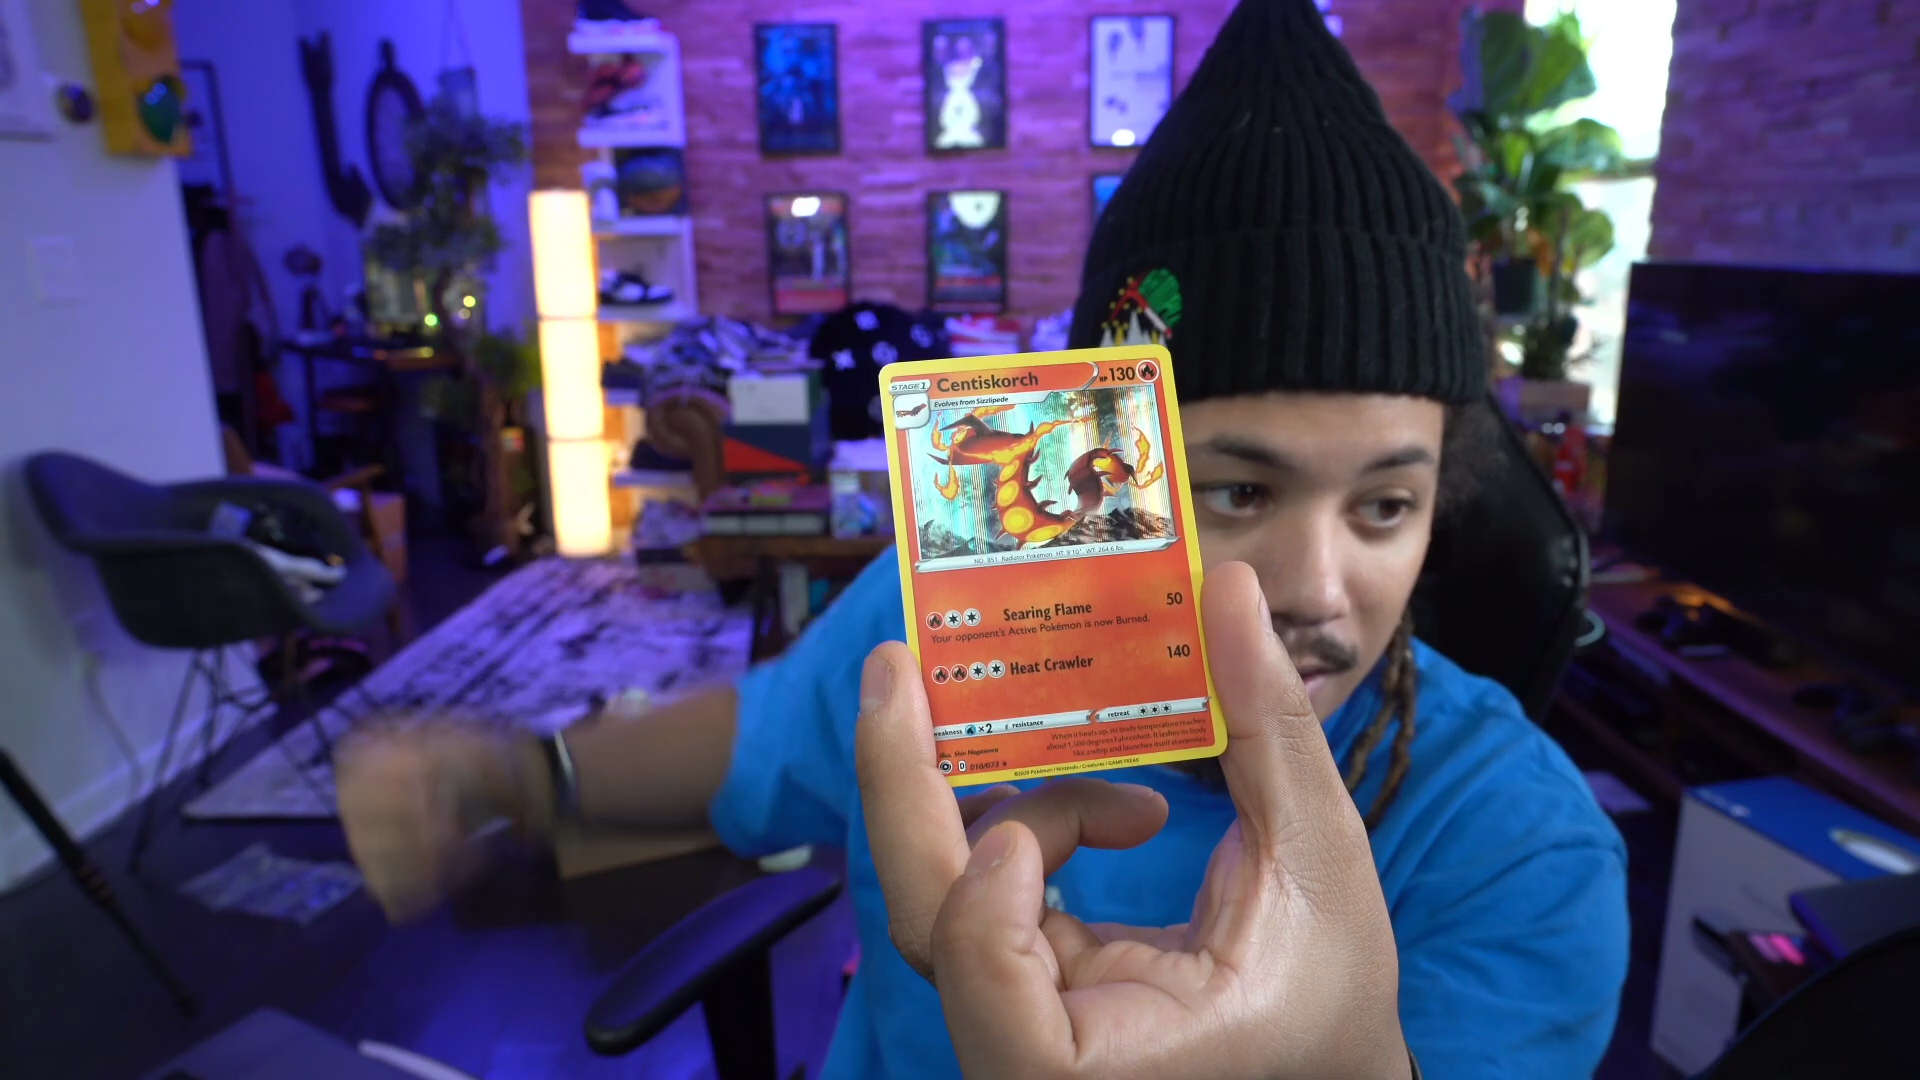 STAGE 1 Centiskorch HP 130
Evolves from Sizzlipede
NO. 851 Radiator Pokémon HT: 9'10" WT: 264.6 lbs.
Searing Flame 50
Your opponent's Active Pokémon is now Burned.
Heat Crawler 140
weakness ×2 resistance retreat
When it heats up, its body temperature reaches
about 1,500 degrees Fahrenheit. It lashes its body
like a whip and launches itself at enemies.
Illus. Shin Nagasawa
D 010/073 ★
©2020 Pokémon / Nintendo / Creatures / GAME FREAK